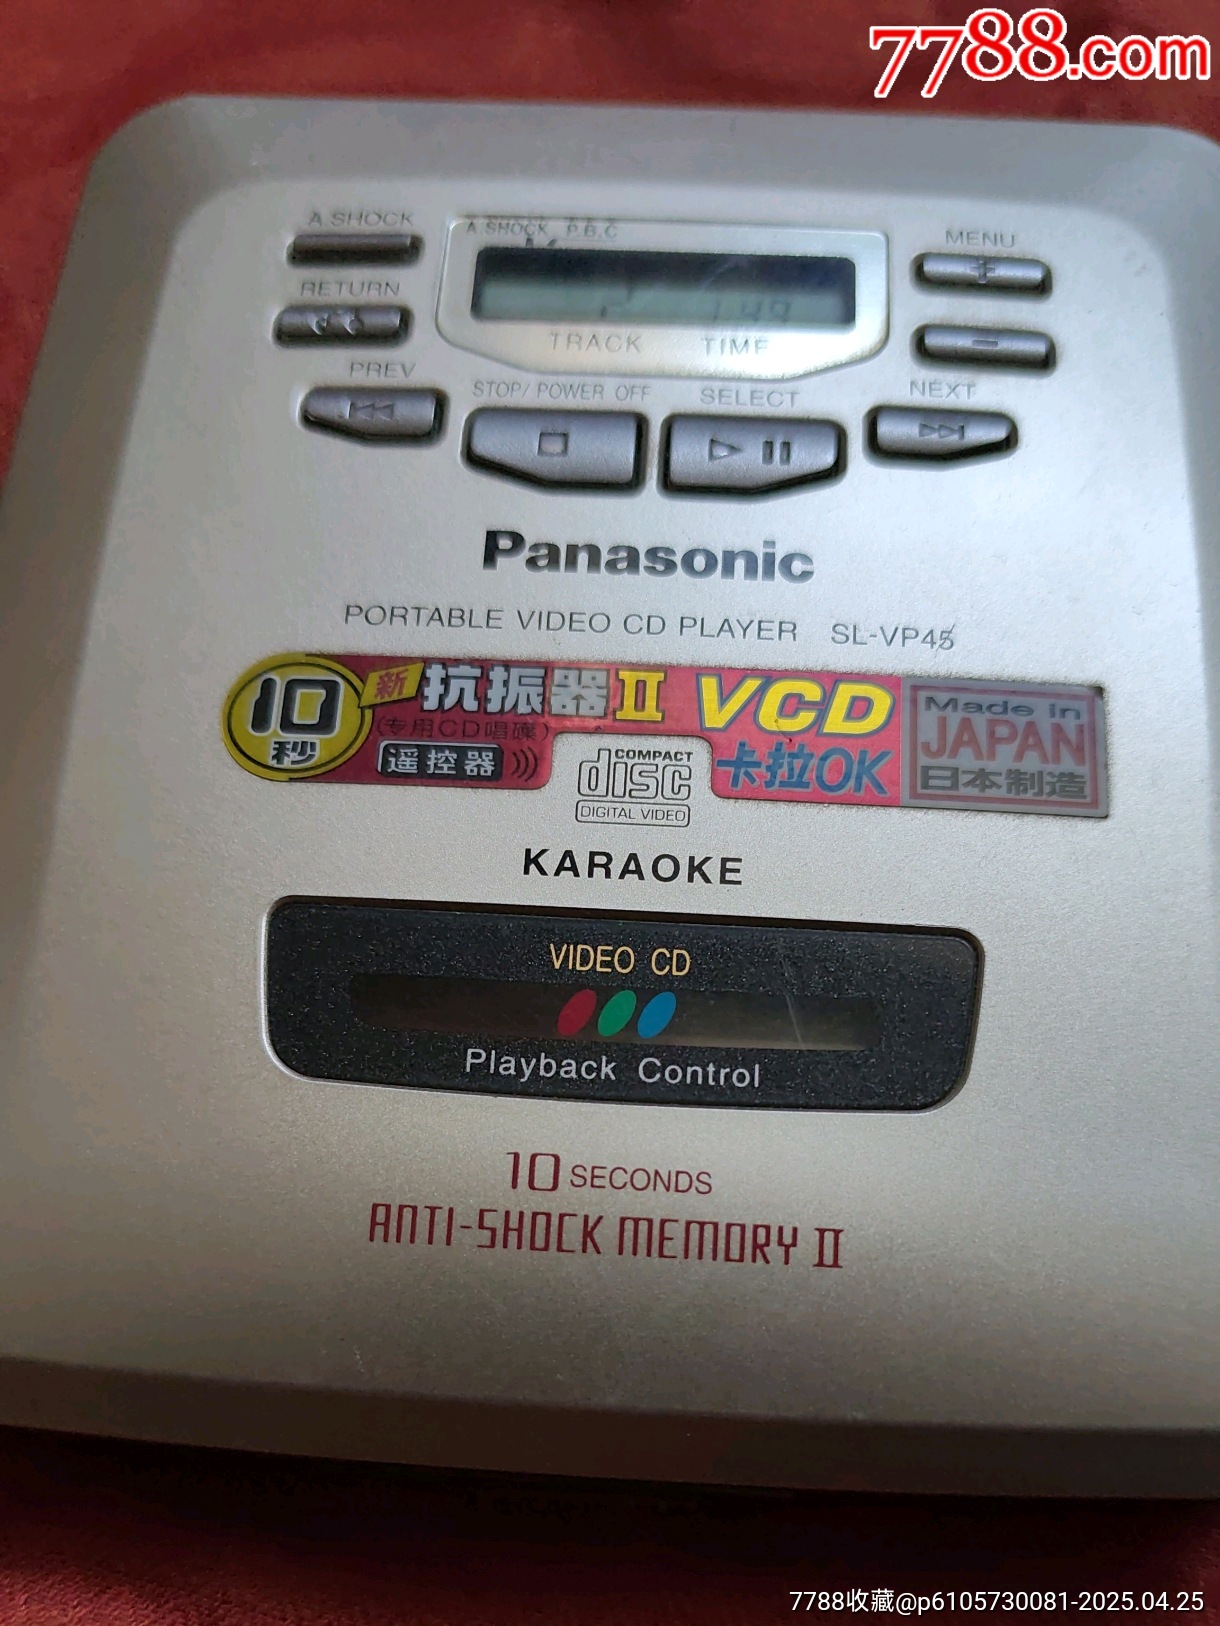 7788.com
A.SHOCK
A.SHOCK P.B.C
MENU
+
RETURN
TRACK TIME
-
PREV
STOP/ POWER OFF
SELECT
NEXT
Panasonic
PORTABLE VIDEO CD PLAYER SL-VP45
10秒
新抗振器II
(专用CD唱碟)
遥控器
VCD
卡拉OK
Made in
JAPAN
日本制造
COMPACT
disc
DIGITAL VIDEO
KARAOKE
VIDEO CD
Playback Control
10 SECONDS
ANTI-SHOCK MEMORY II
7788收藏@p6105730081-2025.04.25